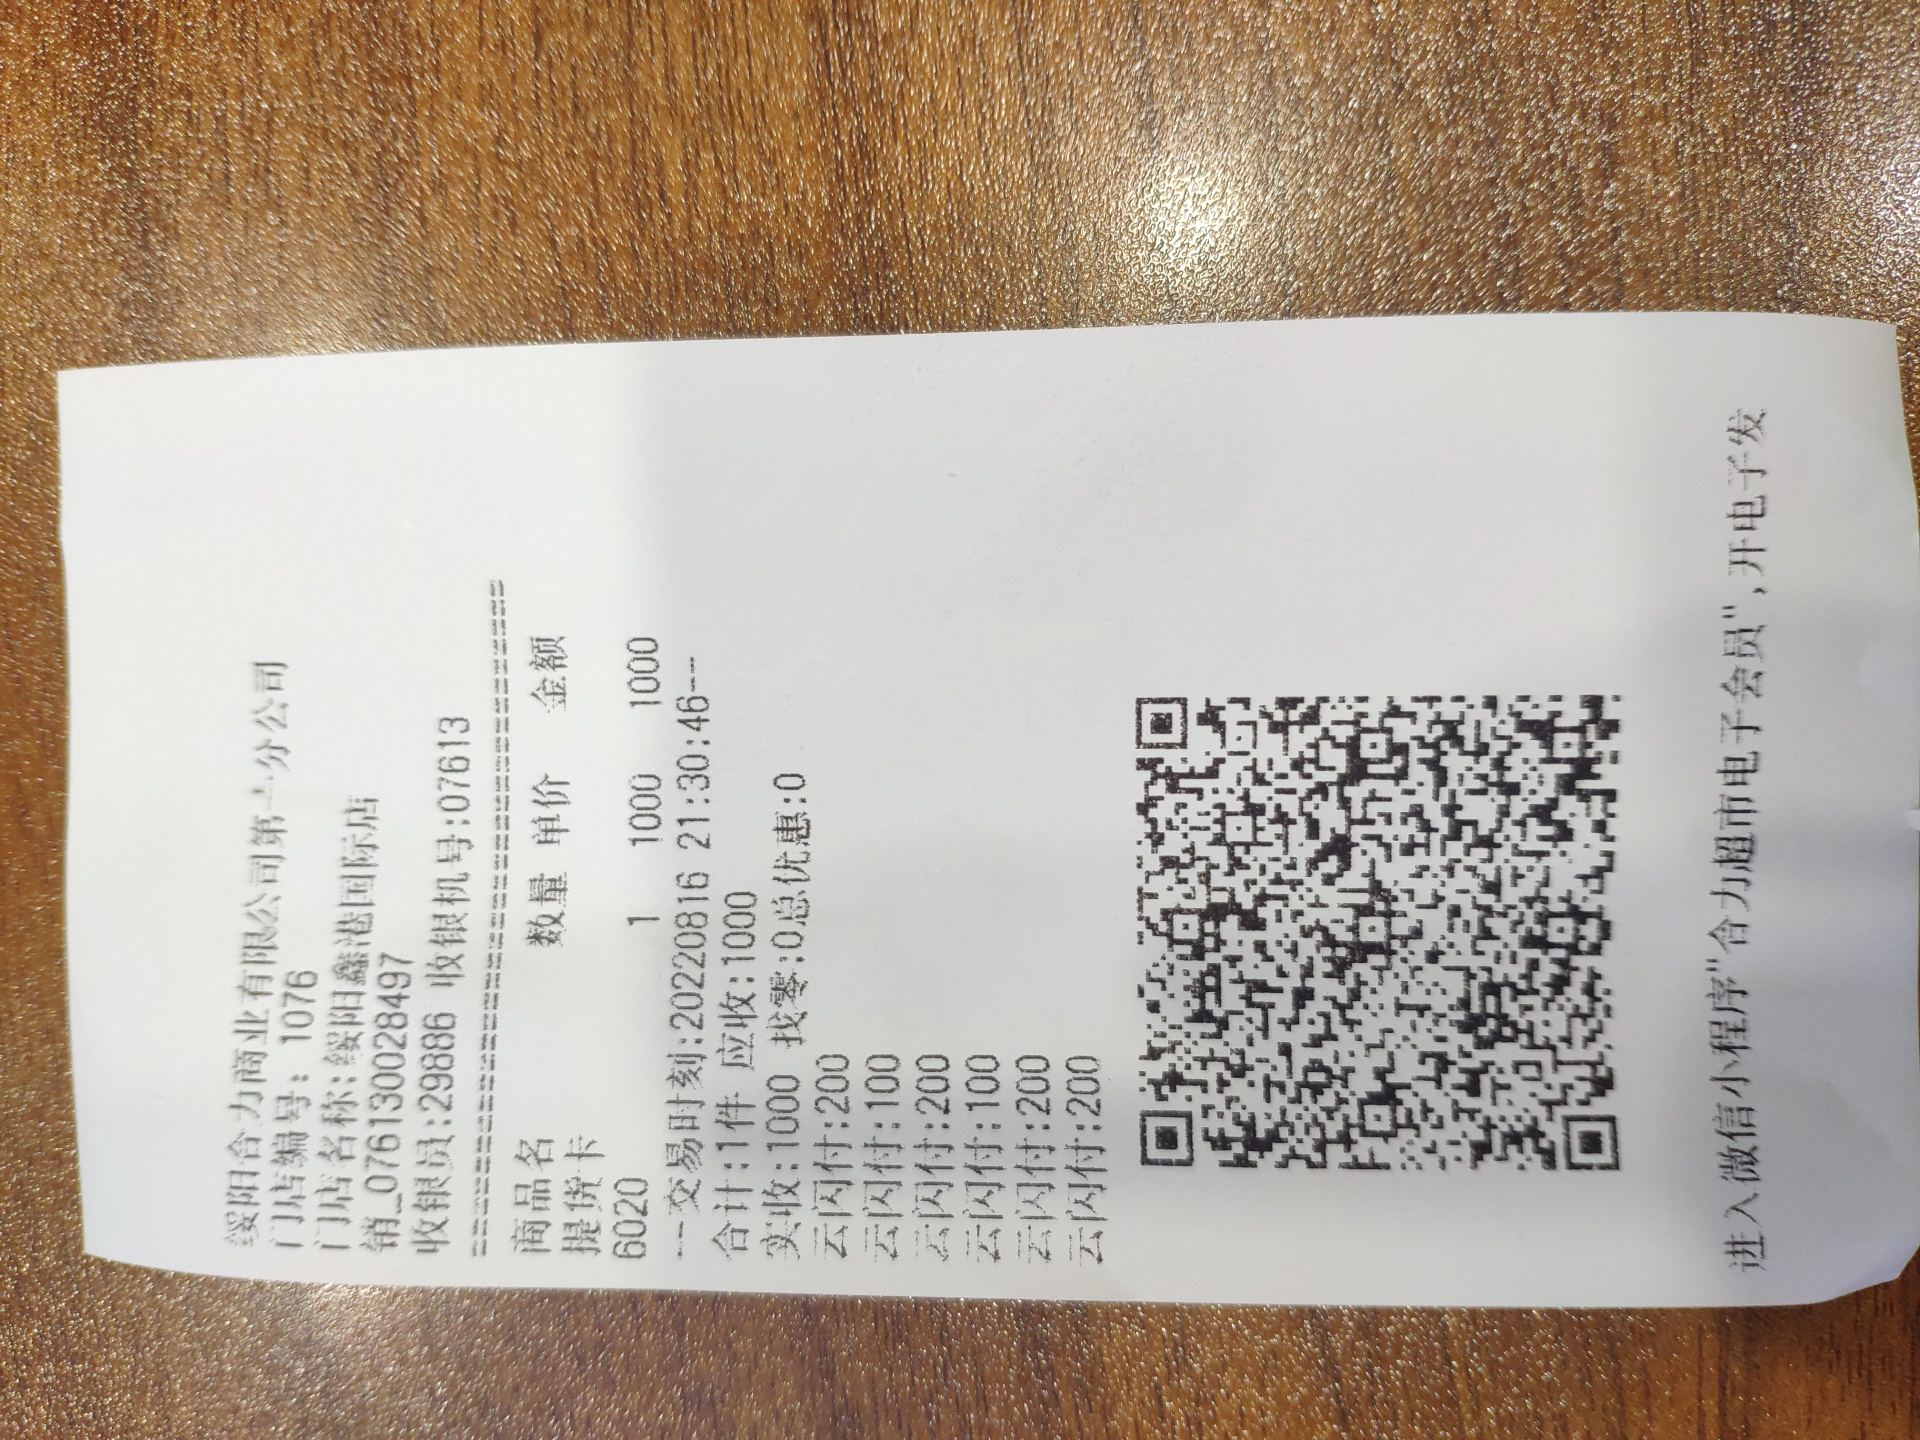 绥阳合力商业有限公司第一分公司
门店编号: 1076
门店名称:绥阳鑫港国际店
销_076130028497
收银员:29886 收银机号:07613
商品名 数量 单价 金额
提货卡
6020 1 1000 1000
--交易时刻:20220816 21:30:46--
合计:1件 应收:1000
实收:1000 找零:0总优惠:0
云闪付:200
云闪付:100
云闪付:200
云闪付:100
云闪付:200
云闪付:200
进入微信小程序"合力超市电子会员",开电子发